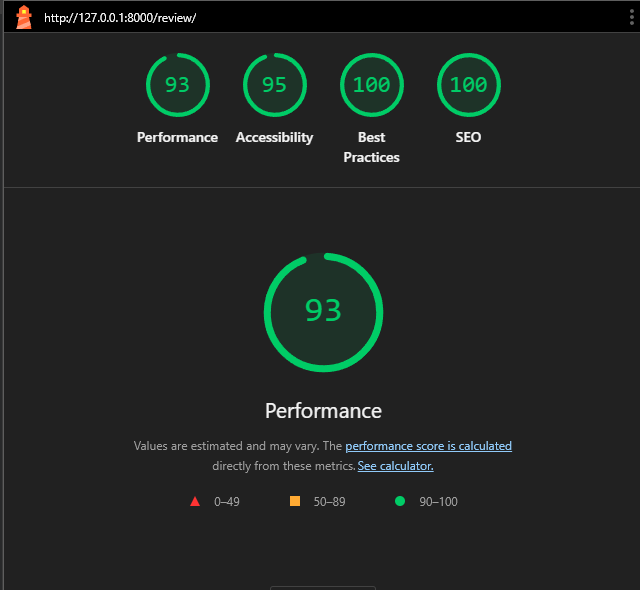 http://127.0.0.1:8000/review/
93 95 100 100
Performance Accessibility Best Practices SEO
93
Performance
Values are estimated and may vary. The performance score is calculated
directly from these metrics. See calculator.
0–49 50–89 90–100